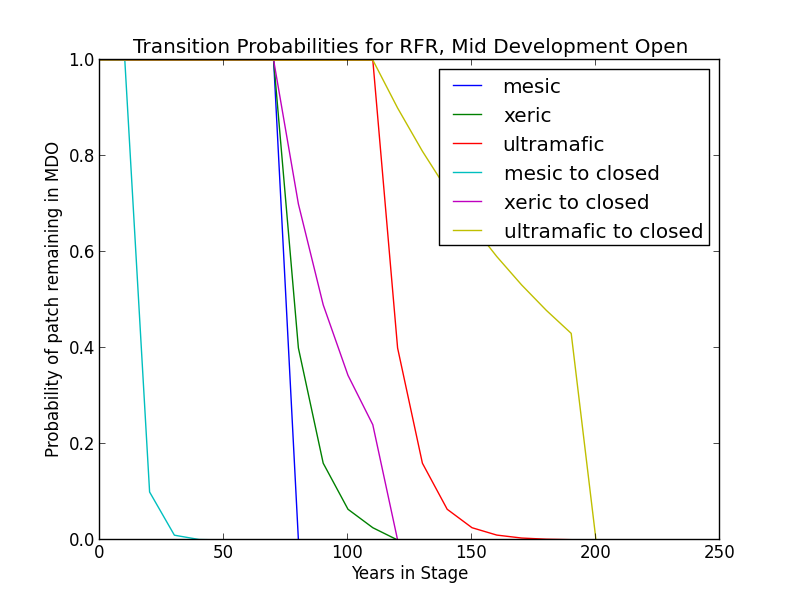 Transition Probabilities for RFR, Mid Development Open
1.0
0.8
0.6
0.4
0.2
0.0
Probability of patch remaining in MDO
mesic
xeric
ultramafic
mesic to closed
xeric to closed
ultramafic to closed
0
50
100
150
200
250
Years in Stage